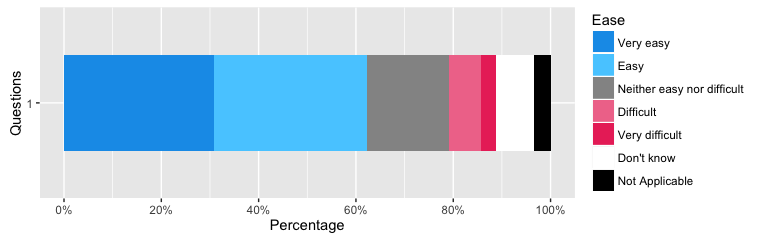 Questions
1
0%
20%
40%
60%
80%
100%
Percentage
Ease
Very easy
Easy
Neither easy nor difficult
Difficult
Very difficult
Don't know
Not Applicable